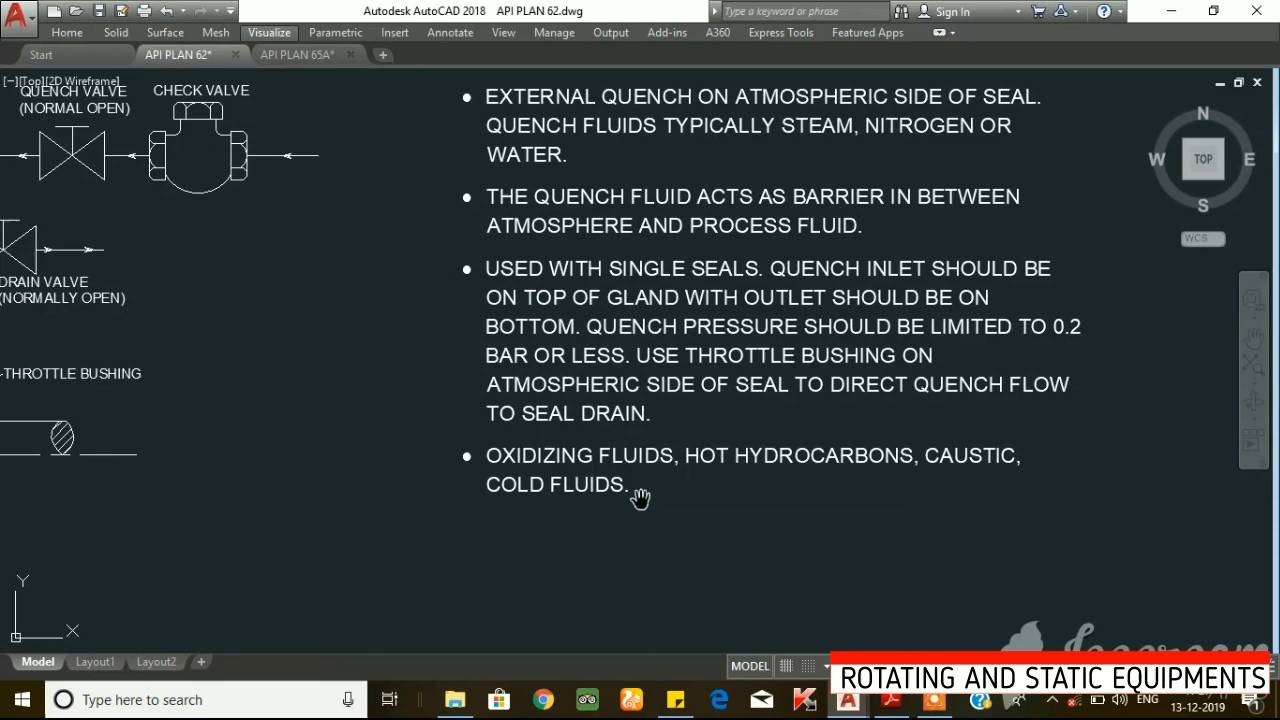 Autodesk AutoCAD 2018 API PLAN 62.dwg
Type a keyword or phrase
Sign In
Home Solid Surface Mesh Visualize Parametric Insert Annotate View Manage Output Add-ins A360 Express Tools Featured Apps
Start API PLAN 62* API PLAN 65A*
[−][Top][2D Wireframe]
QUENCH VALVE
(NORMAL OPEN)
CHECK VALVE
DRAIN VALVE
(NORMALLY OPEN)
-THROTTLE BUSHING
• EXTERNAL QUENCH ON ATMOSPHERIC SIDE OF SEAL.
QUENCH FLUIDS TYPICALLY STEAM, NITROGEN OR
WATER.
• THE QUENCH FLUID ACTS AS BARRIER IN BETWEEN
ATMOSPHERE AND PROCESS FLUID.
• USED WITH SINGLE SEALS. QUENCH INLET SHOULD BE
ON TOP OF GLAND WITH OUTLET SHOULD BE ON
BOTTOM. QUENCH PRESSURE SHOULD BE LIMITED TO 0.2
BAR OR LESS. USE THROTTLE BUSHING ON
ATMOSPHERIC SIDE OF SEAL TO DIRECT QUENCH FLOW
TO SEAL DRAIN.
• OXIDIZING FLUIDS, HOT HYDROCARBONS, CAUSTIC,
COLD FLUIDS.
N
W TOP E
S
WCS
Y
X
Model Layout1 Layout2
MODEL
ROTATING AND STATIC EQUIPMENTS
Type here to search
ENG
13-12-2019